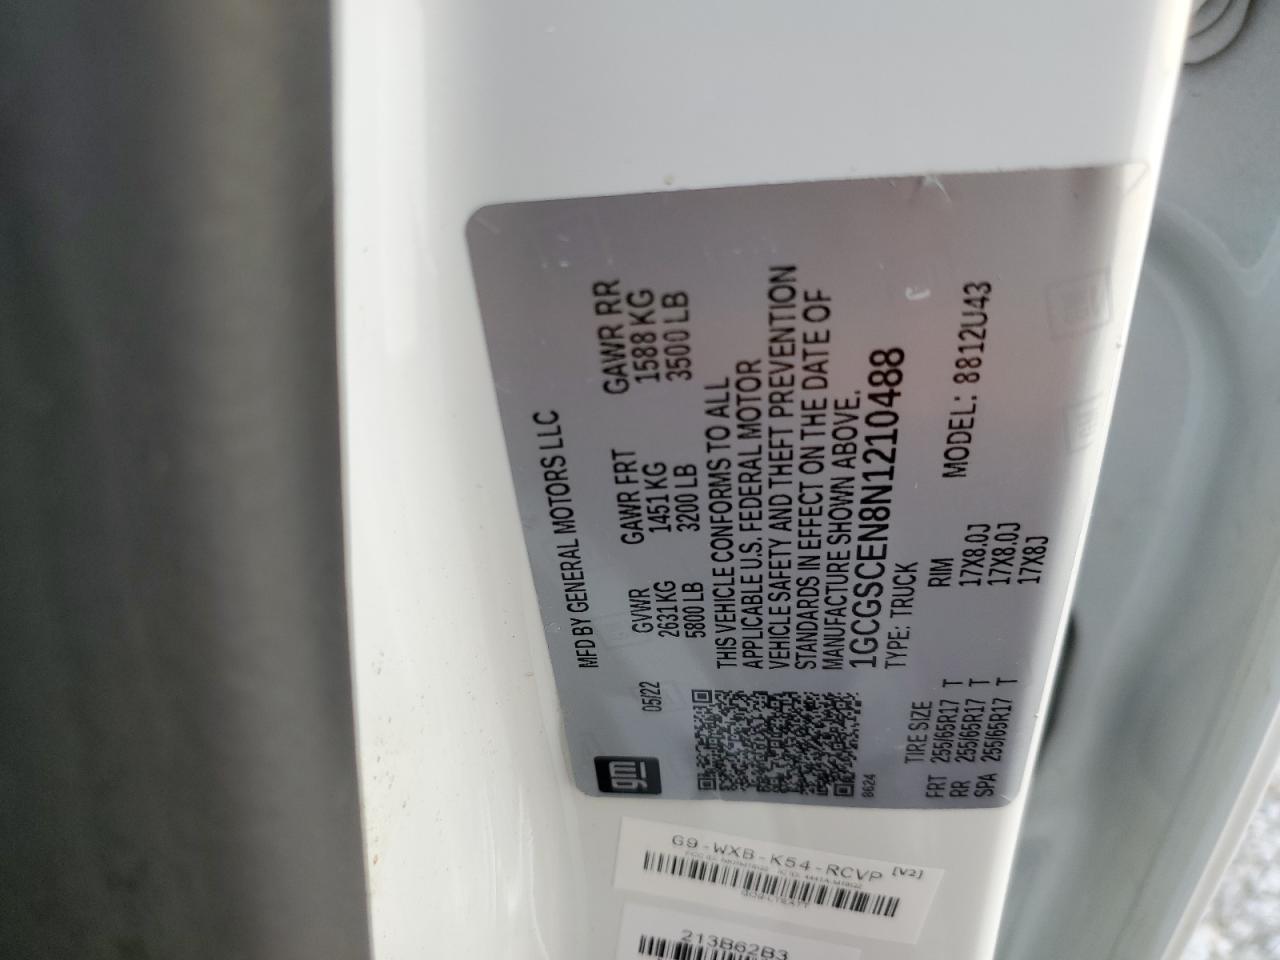 gm
MFD BY GENERAL MOTORS LLC
05/22
GVWR GAWR FRT GAWR RR
2631 KG 1451 KG 1588 KG
5800 LB 3200 LB 3500 LB
THIS VEHICLE CONFORMS TO ALL
APPLICABLE U.S. FEDERAL MOTOR
VEHICLE SAFETY AND THEFT PREVENTION
STANDARDS IN EFFECT ON THE DATE OF
MANUFACTURE SHOWN ABOVE.
1GCGSCEN8N1210488
8624
TYPE: TRUCK
TIRE SIZE RIM MODEL: 8812U43
FRT 255/65R17 T 17X8.0J
RR 255/65R17 T 17X8.0J
SPA 255/65R17 T 17X8J
G9-WXB-K54-RCVP [V2]
213B62B3